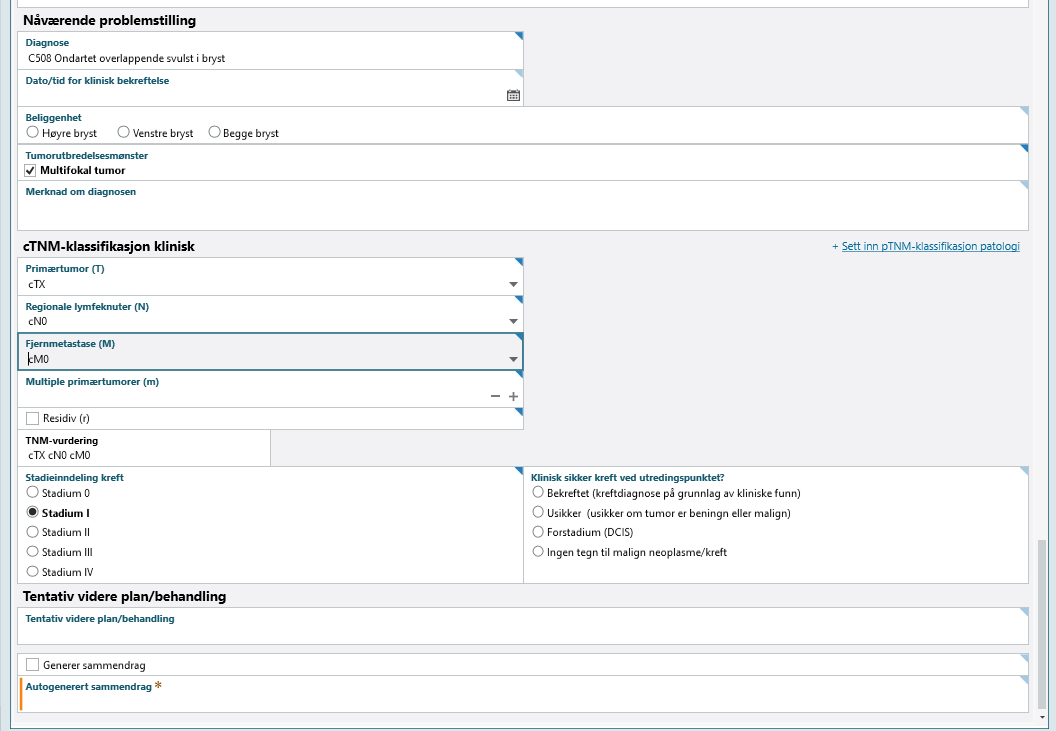 Nåværende problemstilling
Diagnose
C508 Ondartet overlappende svulst i bryst
Dato/tid for klinisk bekreftelse
Beliggenhet
Høyre bryst Venstre bryst Begge bryst
Tumorutbredelsesmønster
Multifokal tumor
Merknad om diagnosen
cTNM-klassifikasjon klinisk
+ Sett inn pTNM-klassifikasjon patologi
Primærtumor (T)
cTX
Regionale lymfeknuter (N)
cN0
Fjernmetastase (M)
cM0
Multiple primærtumorer (m)
Residiv (r)
TNM-vurdering
cTX cN0 cM0
Stadieinndeling kreft
Stadium 0
Stadium I
Stadium II
Stadium III
Stadium IV
Klinisk sikker kreft ved utredingspunktet?
Bekreftet (kreftdiagnose på grunnlag av kliniske funn)
Usikker (usikker om tumor er beningn eller malign)
Forstadium (DCIS)
Ingen tegn til malign neoplasme/kreft
Tentativ videre plan/behandling
Tentativ videre plan/behandling
Generer sammendrag
Autogenerert sammendrag *